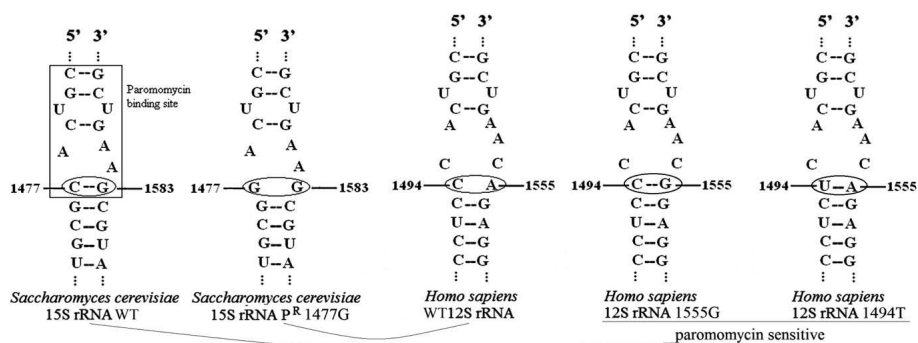 5’ 3’
C--G
G--C
U U
C--G
A
A A
1477 C--G 1583
G--C
C--G
G--U
U--A
Paromomycin
binding site
Saccharomyces cerevisiae
15S rRNA WT
5’ 3’
C--G
G--C
U U
C--G
A
A A
1477 G G 1583
G--C
C--G
G--U
U--A
Saccharomyces cerevisiae
15S rRNA Pᴿ 1477G
5’ 3’
C--G
G--C
U U
C--G
A A
A
C C
1494 C A 1555
C--G
U--A
C--G
C--G
Homo sapiens
WT12S rRNA
5’ 3’
C--G
G--C
U U
C--G
A A
A
C C
1494 C--G 1555
C--G
U--A
C--G
C--G
Homo sapiens
12S rRNA 1555G
5’ 3’
C--G
G--C
U U
C--G
A A
A
C C
1494 U--A 1555
C--G
U--A
C--G
C--G
Homo sapiens
12S rRNA 1494T
paromomycin sensitive